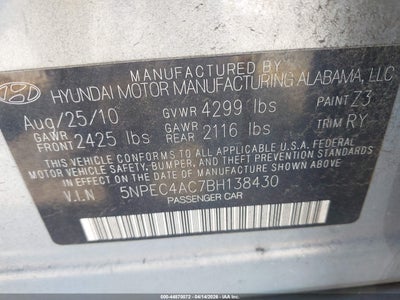 MANUFACTURED BY
HYUNDAI MOTOR MANUFACTURING ALABAMA, LLC
Aug/25/10 GVWR 4299 lbs PAINT Z3
GAWR FRONT 2425 lbs GAWR REAR 2116 lbs TRIM RY
THIS VEHICLE CONFORMS TO ALL APPLICABLE U.S.A. FEDERAL
MOTOR VEHICLE SAFETY, BUMPER, AND THEFT PREVENTION
STANDARDS IN EFFECT ON THE DATE OF MANUFACTURE
SHOWN ABOVE.
V.I.N 5NPEC4AC7BH138430
PASSENGER CAR